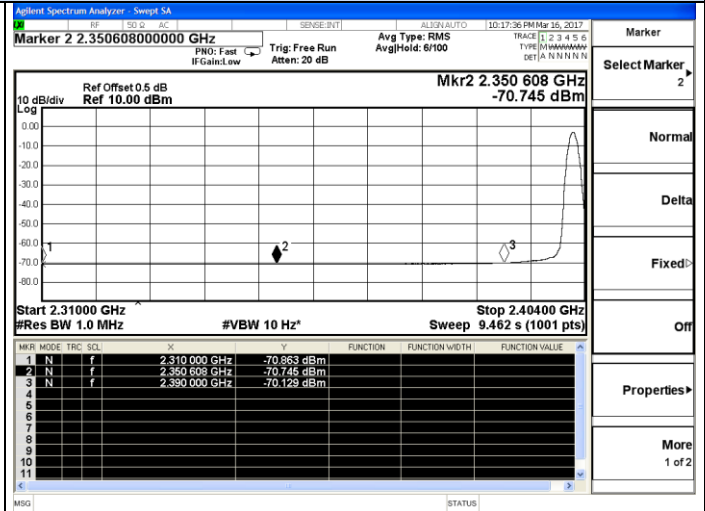 Agilent Spectrum Analyzer - Swept SA
RF 50 Ω AC SENSE:INT ALIGN AUTO 10:17:36 PM Mar 16, 2017
Marker 2 2.350608000000 GHz
PNO: Fast
IFGain:Low
Trig: Free Run
Atten: 20 dB
Avg Type: RMS
Avg|Hold: 6/100
TRACE 1 2 3 4 5 6
TYPE M
DET A N N N N N
Ref Offset 0.5 dB
Ref 10.00 dBm
10 dB/div
Log
Mkr2 2.350 608 GHz
-70.745 dBm
0.00
-10.0
-20.0
-30.0
-40.0
-50.0
-60.0
-70.0
-80.0
1
2
3
Start 2.31000 GHz
Stop 2.40400 GHz
#Res BW 1.0 MHz #VBW 10 Hz* Sweep 9.462 s (1001 pts)
MKR MODE TRC SCL X Y FUNCTION FUNCTION WIDTH FUNCTION VALUE
1 N f 2.310 000 GHz -70.863 dBm
2 N f 2.350 608 GHz -70.745 dBm
3 N f 2.390 000 GHz -70.129 dBm
4
5
6
7
8
9
10
11
MSG STATUS
Marker
Select Marker
2
Normal
Delta
Fixed
Off
Properties
More
1 of 2